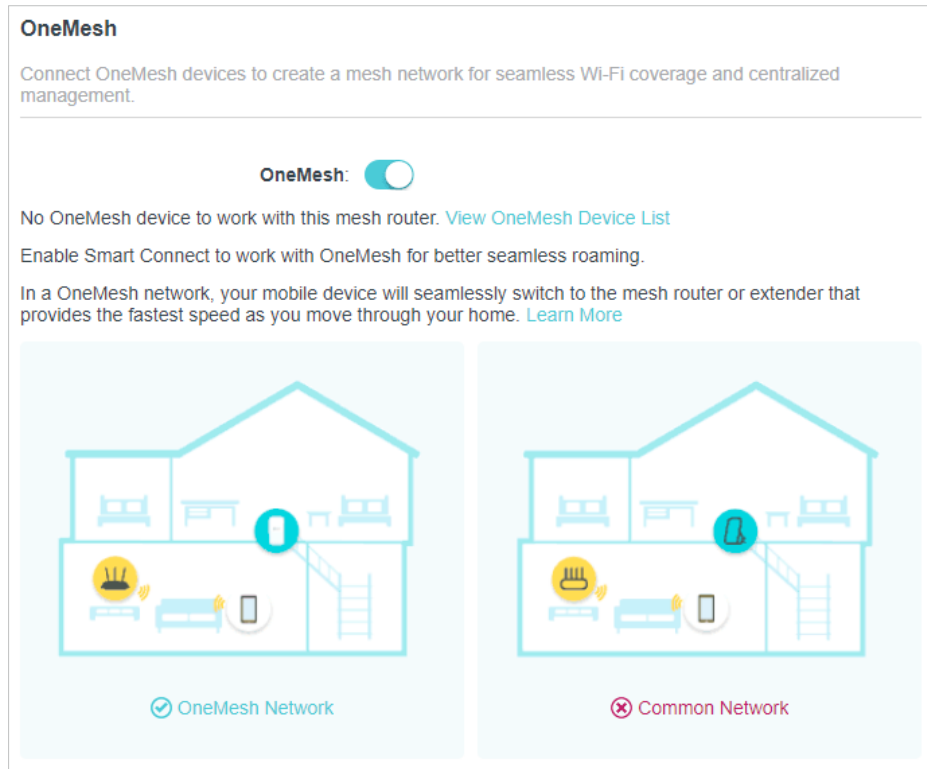 OneMesh
Connect OneMesh devices to create a mesh network for seamless Wi-Fi coverage and centralized
management.
OneMesh:
No OneMesh device to work with this mesh router. View OneMesh Device List
Enable Smart Connect to work with OneMesh for better seamless roaming.
In a OneMesh network, your mobile device will seamlessly switch to the mesh router or extender that
provides the fastest speed as you move through your home. Learn More
OneMesh Network
Common Network